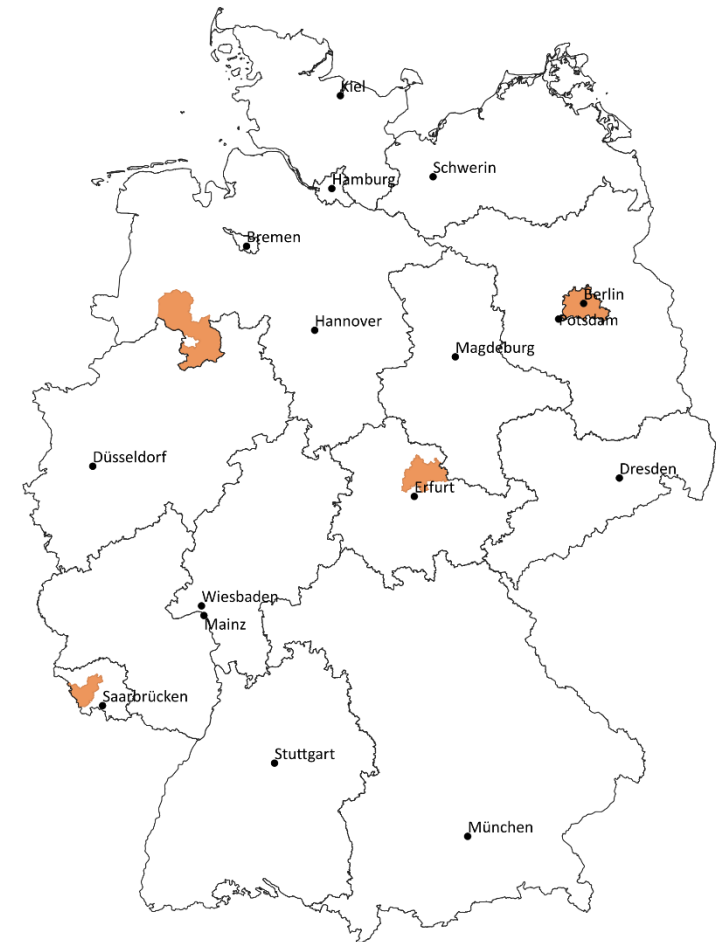 Kiel
Schwerin
Hamburg
Bremen
Berlin
Potsdam
Hannover
Magdeburg
Düsseldorf
Dresden
Erfurt
Wiesbaden
Mainz
Saarbrücken
Stuttgart
München